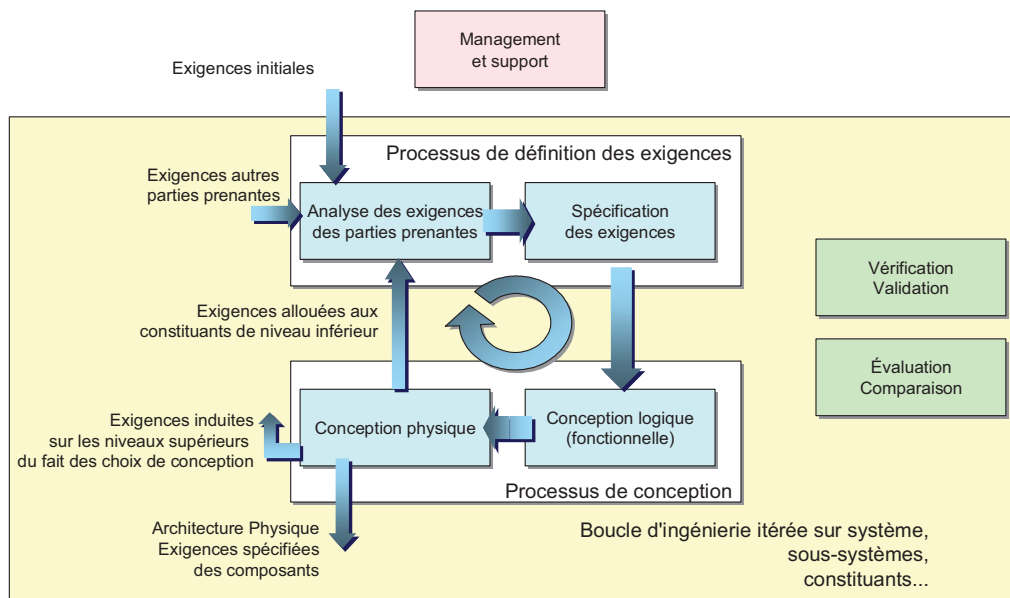 Management
et support
Exigences initiales
Processus de définition des exigences
Exigences autres
parties prenantes
Analyse des exigences
des parties prenantes
Spécification
des exigences
Vérification
Validation
Exigences allouées aux
constituants de niveau inférieur
Évaluation
Comparaison
Exigences induites
sur les niveaux supérieurs
du fait des choix de conception
Conception physique
Conception logique
(fonctionnelle)
Processus de conception
Architecture Physique
Exigences spécifiées
des composants
Boucle d'ingénierie itérée sur système,
sous-systèmes,
constituants...